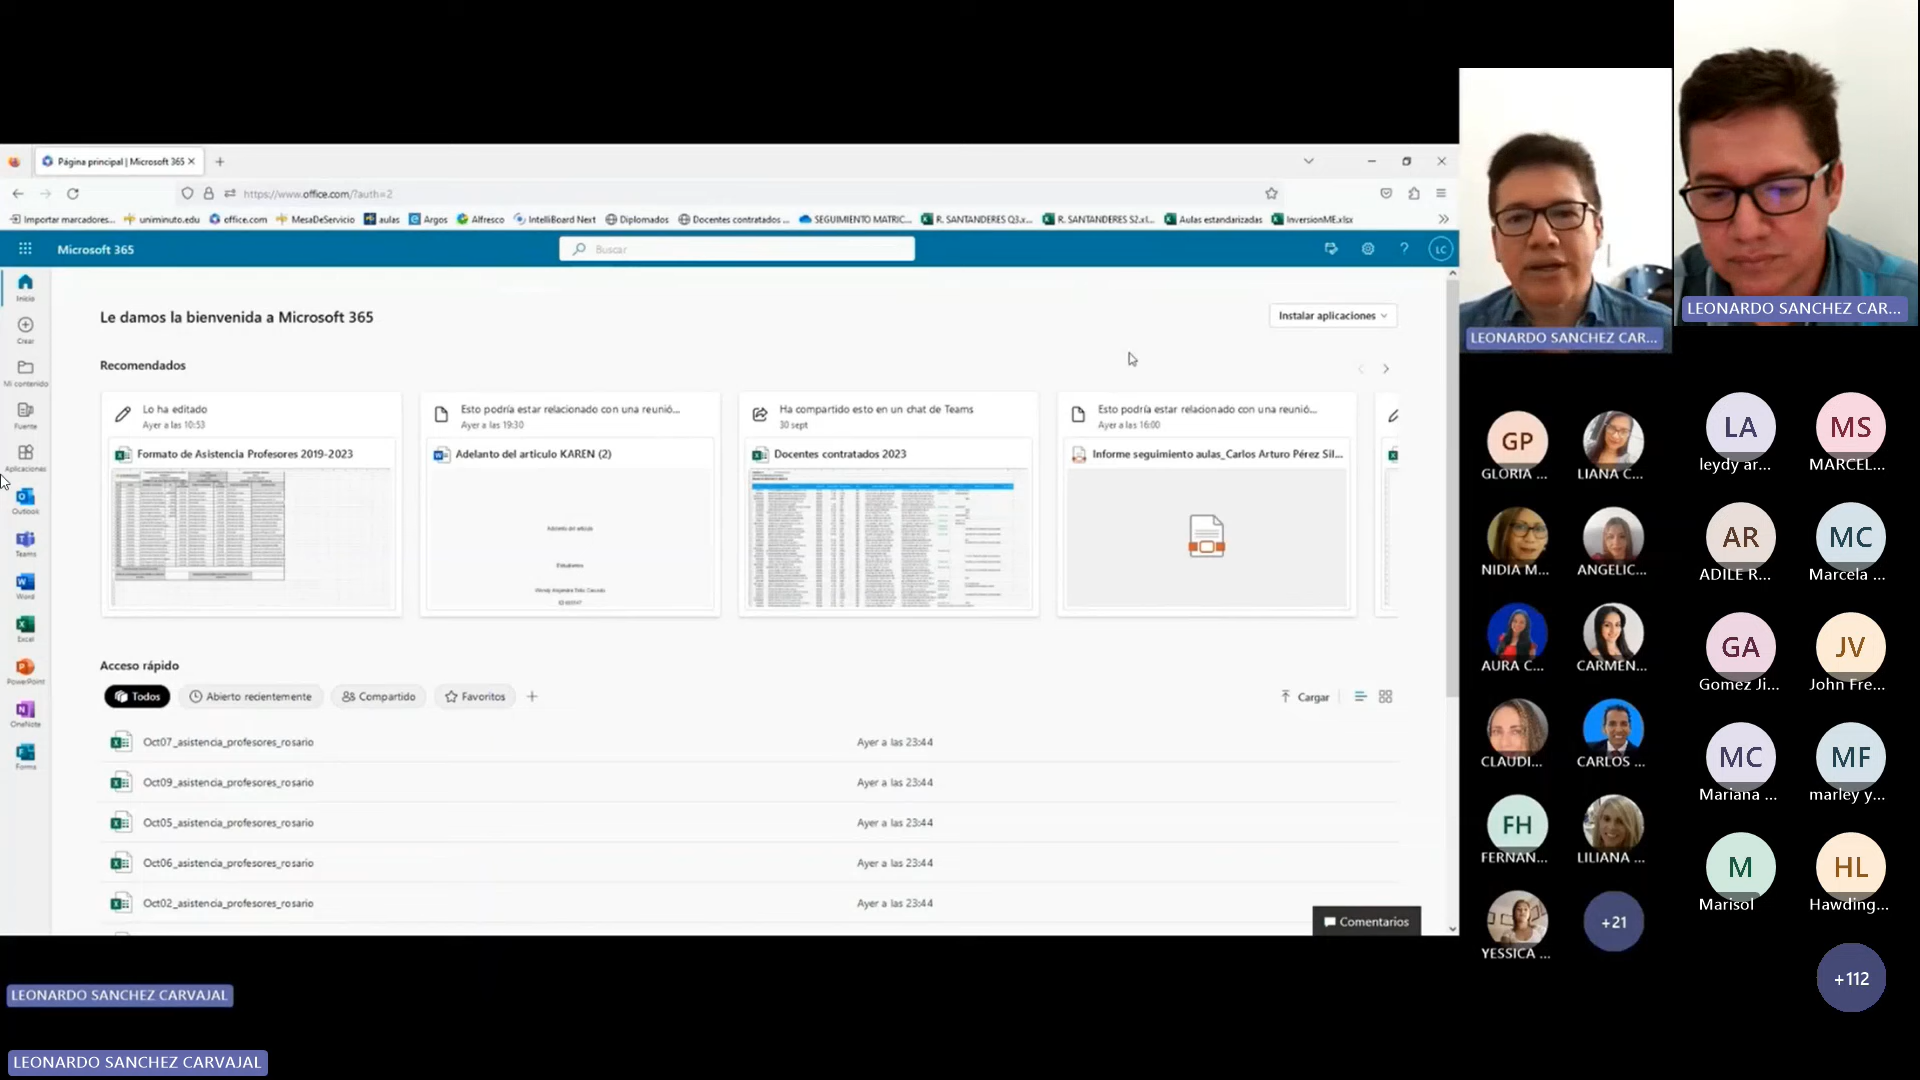 Página principal | Microsoft 365
https://www.office.com/?auth=2
Importar marcadores...
uniminuto.edu
office.com
MesaDeServicio
aulas
Argos
Alfresco
IntelliBoard Next
Diplomados
Docentes contratados ...
SEGUIMIENTO MATRIC...
R. SANTANDERES Q3.x...
R. SANTANDERES S2.xl...
Aulas estandarizadas
InversionME.xlsx
Microsoft 365
Buscar
LC
Inicio
Crear
Mi contenido
Fuente
Aplicaciones
Outlook
Teams
Word
Excel
PowerPoint
OneNote
Forms
Le damos la bienvenida a Microsoft 365
Instalar aplicaciones
Recomendados
Lo ha editado
Ayer a las 10:53
Formato de Asistencia Profesores 2019-2023
Esto podría estar relacionado con una reunió...
Ayer a las 19:30
Adelanto del articulo KAREN (2)
Adelanto del artículo
Estudiantes
Ha compartido esto en un chat de Teams
30 sept
Docentes contratados 2023
Esto podría estar relacionado con una reunió...
Ayer a las 16:00
Informe seguimiento aulas_Carlos Arturo Pérez Sil...
Acceso rápido
Todos
Abierto recientemente
Compartido
Favoritos
Cargar
Oct07_asistencia_profesores_rosario Ayer a las 23:44
Oct09_asistencia_profesores_rosario Ayer a las 23:44
Oct05_asistencia_profesores_rosario Ayer a las 23:44
Oct06_asistencia_profesores_rosario Ayer a las 23:44
Oct02_asistencia_profesores_rosario Ayer a las 23:44
Comentarios
LEONARDO SANCHEZ CAR...
LEONARDO SANCHEZ CAR...
GP
GLORIA ...
LIANA C...
NIDIA M...
ANGELIC...
AURA C...
CARMEN...
CLAUDI...
CARLOS ...
FH
FERNAN...
LILIANA ...
YESSICA ...
+21
LA
leydy ar...
MS
MARCEL...
AR
ADILE R...
MC
Marcela ...
GA
Gomez Ji...
JV
John Fre...
MC
Mariana ...
MF
marley y...
M
Marisol
HL
Hawding...
+112
LEONARDO SANCHEZ CARVAJAL
LEONARDO SANCHEZ CARVAJAL